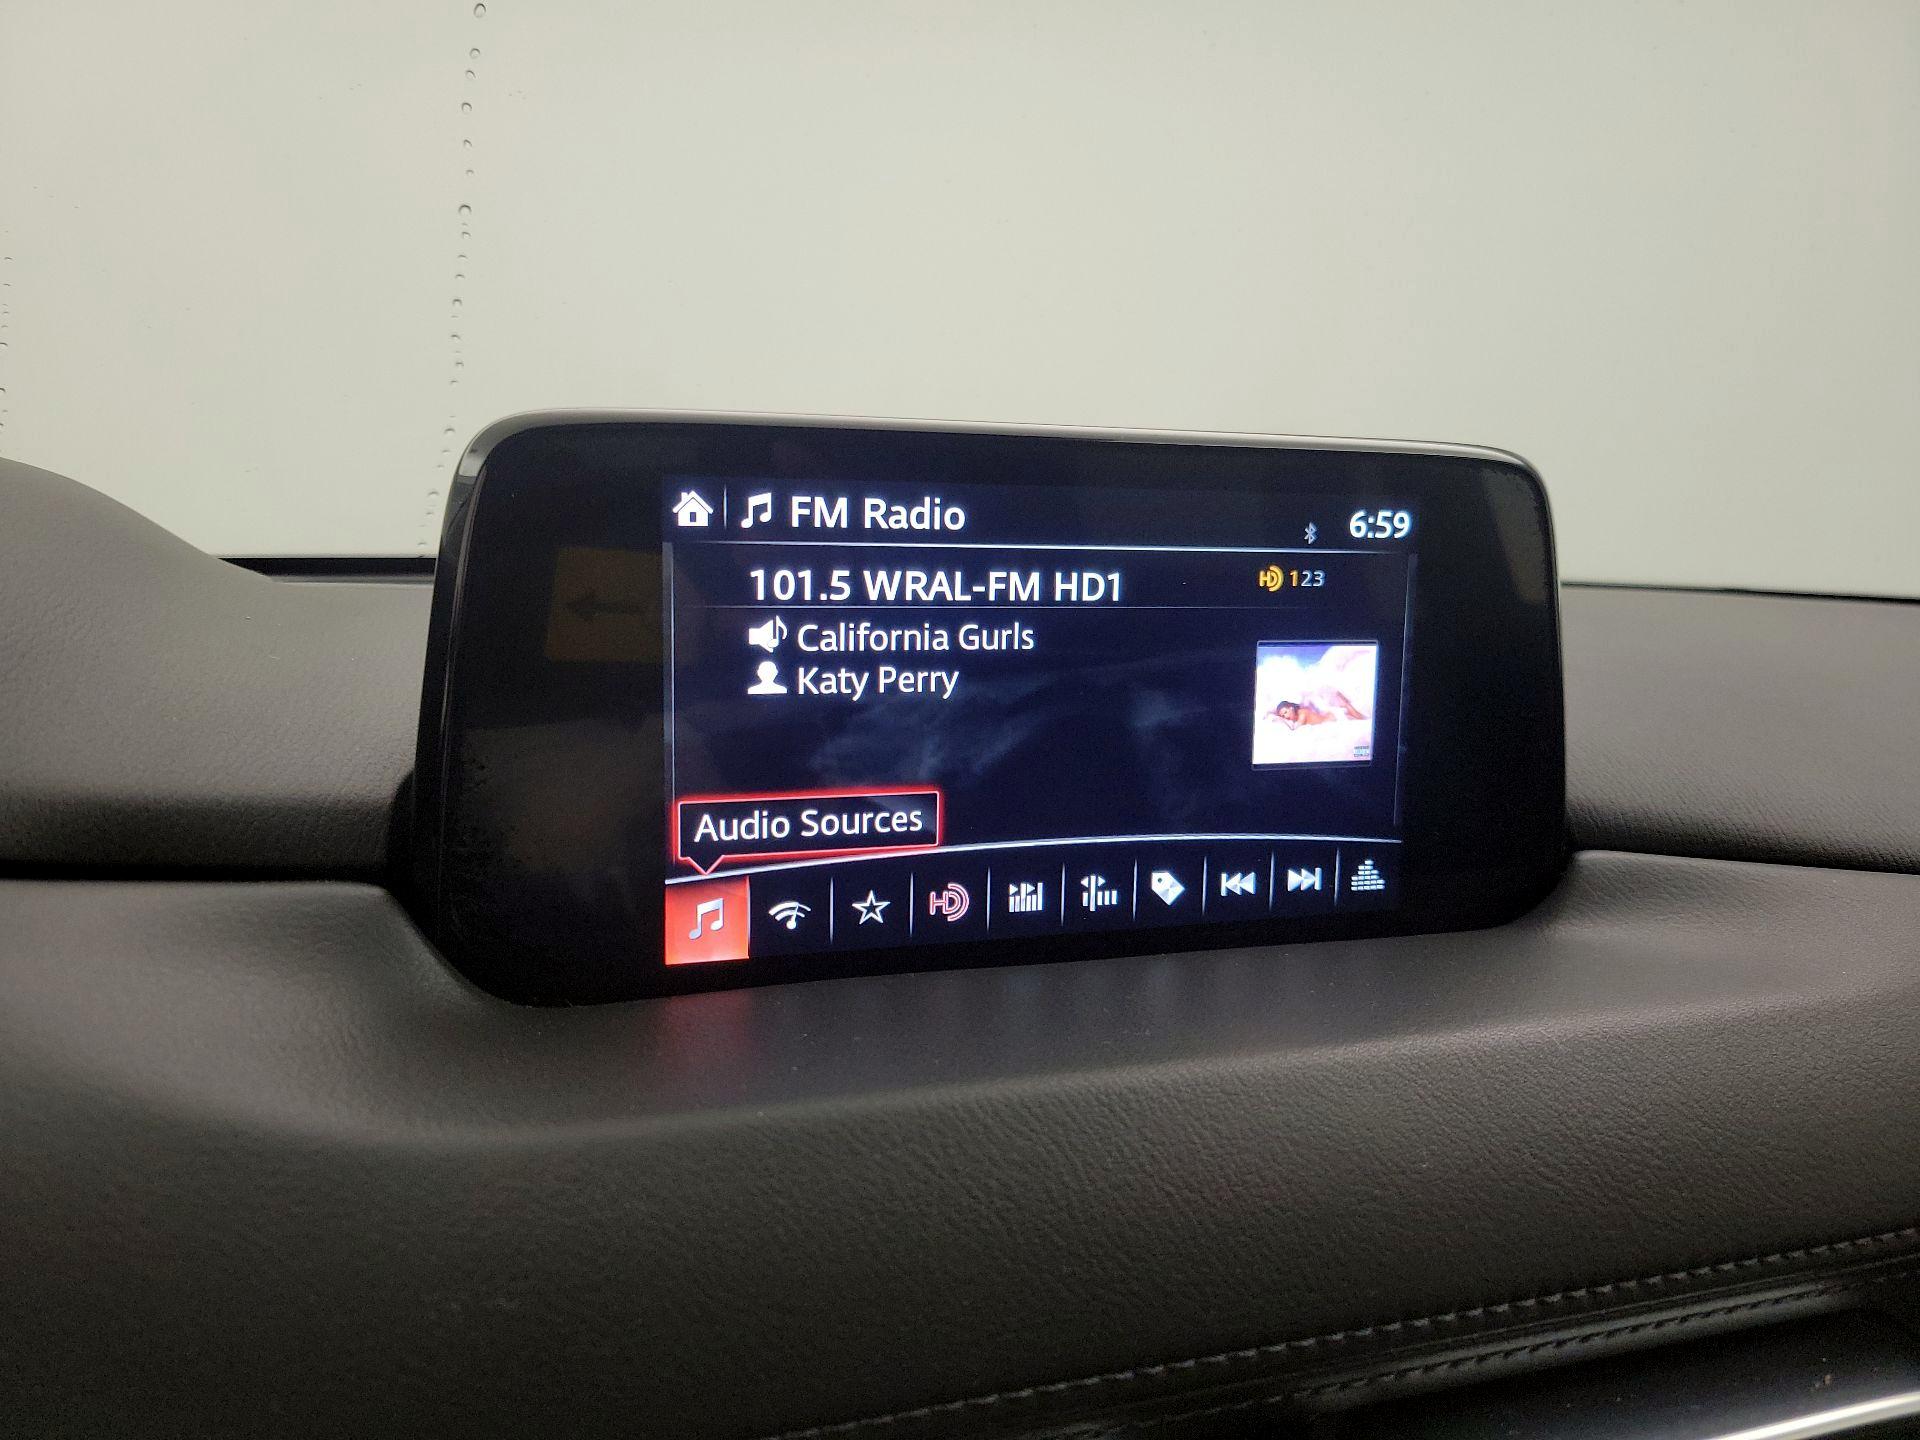 FM Radio
6:59
101.5 WRAL-FM HD1
HD 123
California Gurls
Katy Perry
Audio Sources
HD